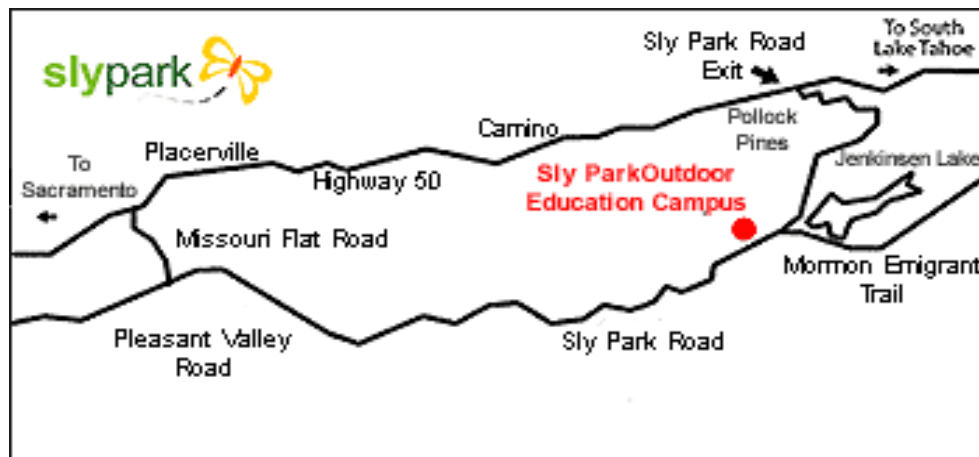 slypark
Sly Park Road
Exit
To South
Lake Tahoe
Pollock
Pines
Camino
Placerville
Highway 50
To
Sacramento
Sly ParkOutdoor
Education Campus
Jenkinsen Lake
Missouri Flat Road
Mormon Emigrant
Trail
Pleasant Valley
Road
Sly Park Road